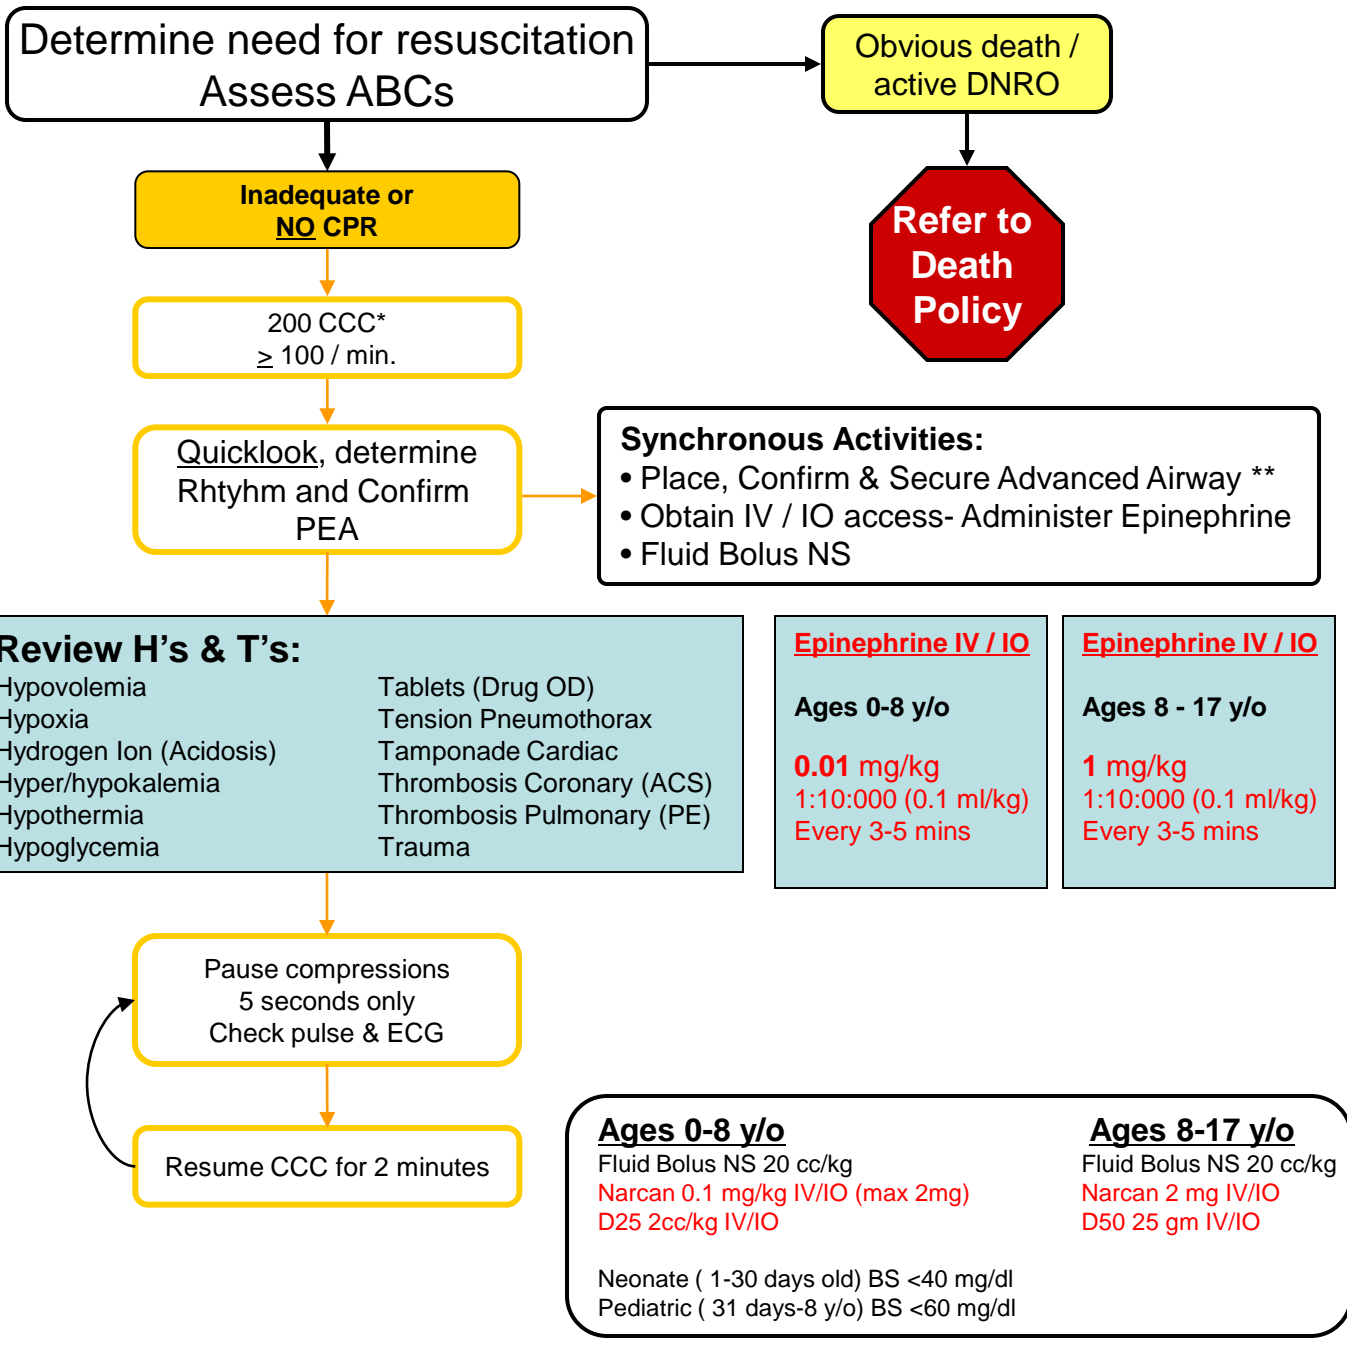 Determine need for resuscitation
Assess ABCs
Obvious death /
active DNRO
Inadequate or
NO CPR
Refer to
Death
Policy
200 CCC*
≥ 100 / min.
Quicklook, determine
Rhtyhm and Confirm
PEA
Synchronous Activities:
• Place, Confirm & Secure Advanced Airway **
• Obtain IV / IO access- Administer Epinephrine
• Fluid Bolus NS
Review H’s & T’s:
Hypovolemia
Hypoxia
Hydrogen Ion (Acidosis)
Hyper/hypokalemia
Hypothermia
Hypoglycemia
Tablets (Drug OD)
Tension Pneumothorax
Tamponade Cardiac
Thrombosis Coronary (ACS)
Thrombosis Pulmonary (PE)
Trauma
Epinephrine IV / IO
Ages 0-8 y/o
0.01 mg/kg
1:10:000 (0.1 ml/kg)
Every 3-5 mins
Epinephrine IV / IO
Ages 8 - 17 y/o
1 mg/kg
1:10:000 (0.1 ml/kg)
Every 3-5 mins
Pause compressions
5 seconds only
Check pulse & ECG
Resume CCC for 2 minutes
Ages 0-8 y/o
Fluid Bolus NS 20 cc/kg
Narcan 0.1 mg/kg IV/IO (max 2mg)
D25 2cc/kg IV/IO
Neonate ( 1-30 days old) BS <40 mg/dl
Pediatric ( 31 days-8 y/o) BS <60 mg/dl
Ages 8-17 y/o
Fluid Bolus NS 20 cc/kg
Narcan 2 mg IV/IO
D50 25 gm IV/IO